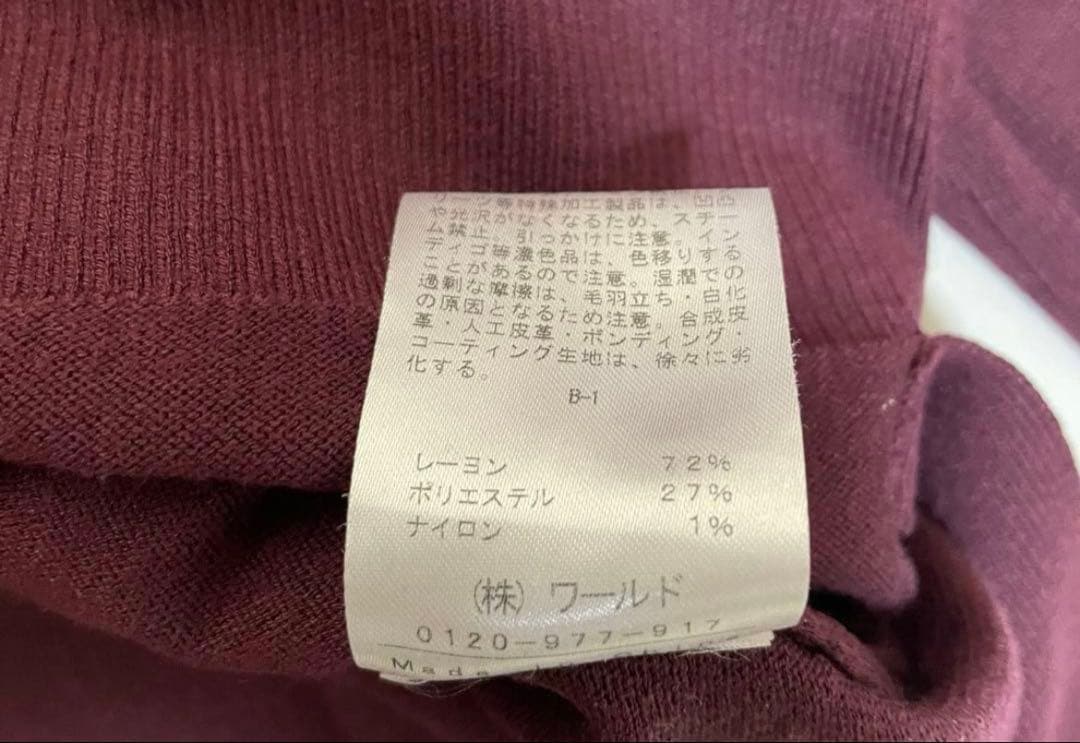 リーツ等特殊加工製品は、凹凸
や光沢がなくなるため、スチー
ム禁止。引っかけに注意。イン
ディゴ等濃色品は、色移りする
ことがあるので注意。湿潤での
過剰な摩擦は、毛羽立ち・白化
の原因となるため注意。合成皮
革・人工皮革・ボンディング・
コーティング生地は、徐々に劣
化する。
B-1
レーヨン 72%
ポリエステル 27%
ナイロン 1%
(株) ワールド
0120-977-917
Made